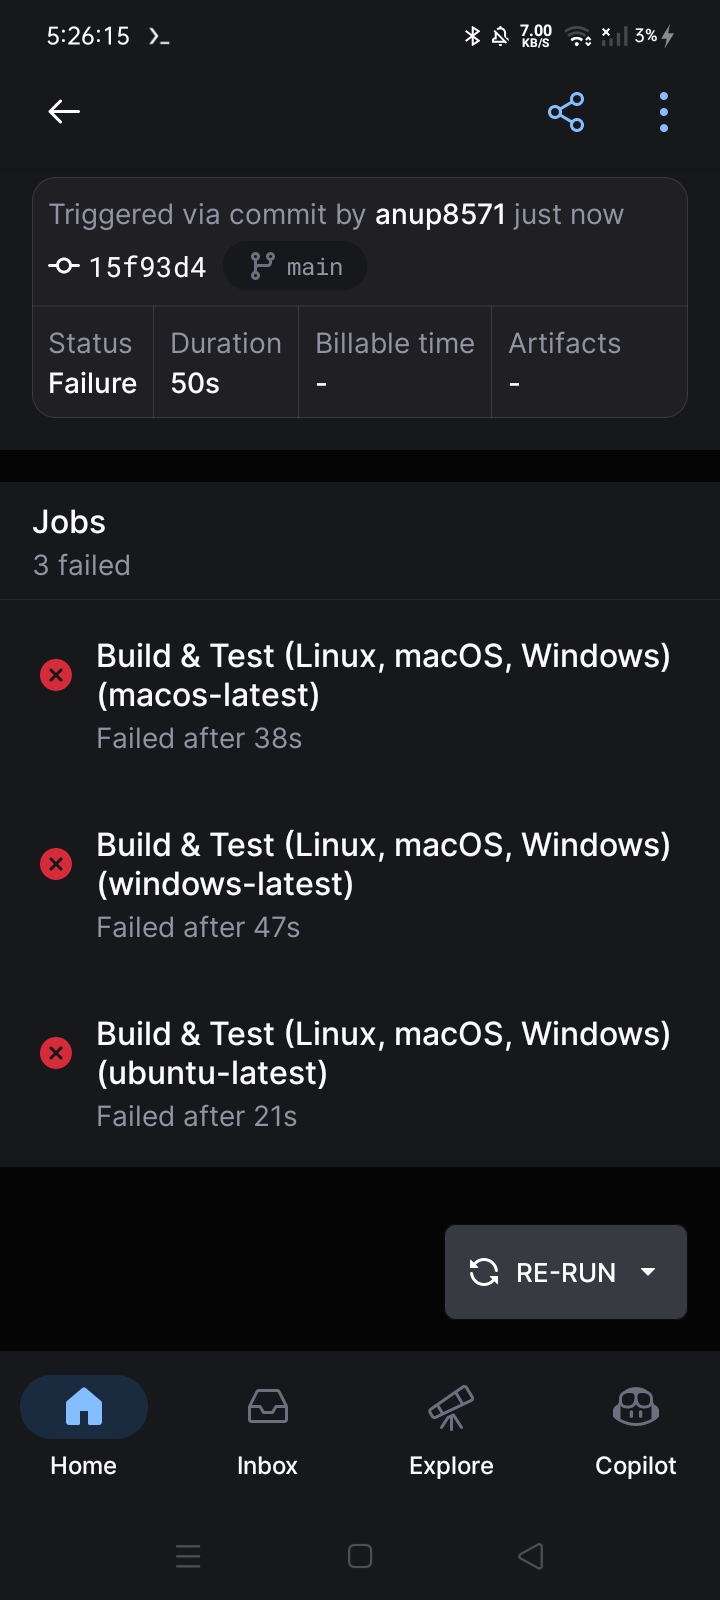 5:26:15
7.00
KB/S
3%
Triggered via commit by anup8571 just now
15f93d4 main
Status Duration Billable time Artifacts
Failure 50s - -
Jobs
3 failed
Build & Test (Linux, macOS, Windows)
(macos-latest)
Failed after 38s
Build & Test (Linux, macOS, Windows)
(windows-latest)
Failed after 47s
Build & Test (Linux, macOS, Windows)
(ubuntu-latest)
Failed after 21s
RE-RUN
Home Inbox Explore Copilot